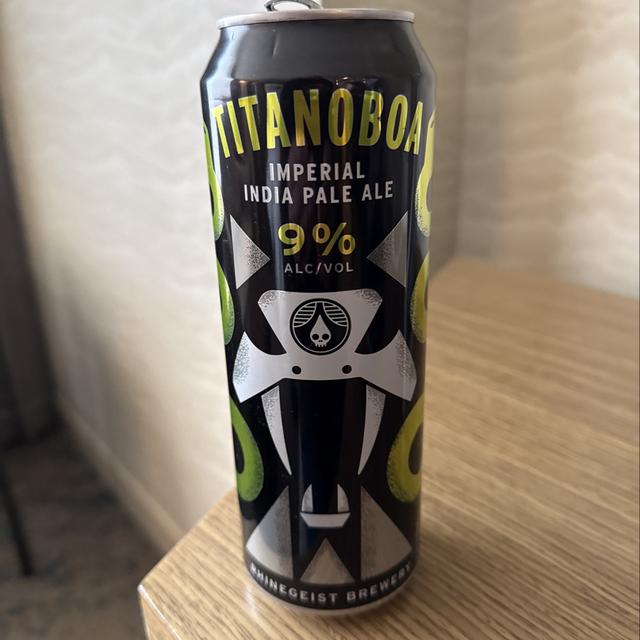 TITANOBOA
IMPERIAL
INDIA PALE ALE
9%
ALC/VOL
RHINEGEIST BREWERY